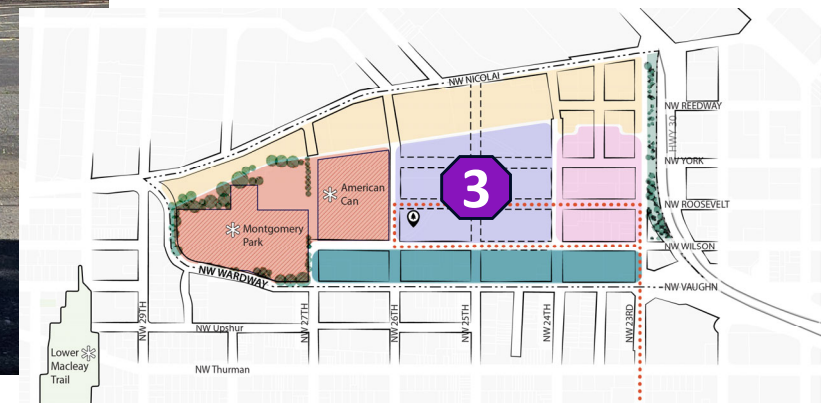 NW NICOLAI
NW REEDWAY
HWY 30
NW YORK
3
American
Can
NW ROOSEVELT
Montgomery
Park
NW WILSON
NW WARDWAY
NW VAUGHN
NW 29TH
NW 27TH
NW 26TH
NW 25TH
NW 24TH
NW 23RD
NW Upshur
Lower
Macleay
Trail
NW Thurman